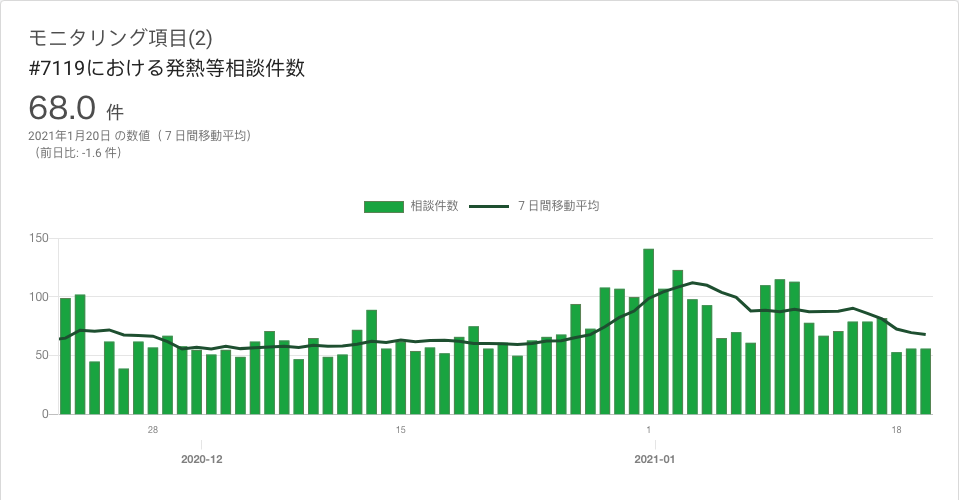 モニタリング項目(2)
#7119における発熱等相談件数
68.0 件
2021年1月20日 の数値（７日間移動平均）
（前日比: -1.6 件）
相談件数 ７日間移動平均
150
100
50
0
28 15 1 18
2020-12 2021-01